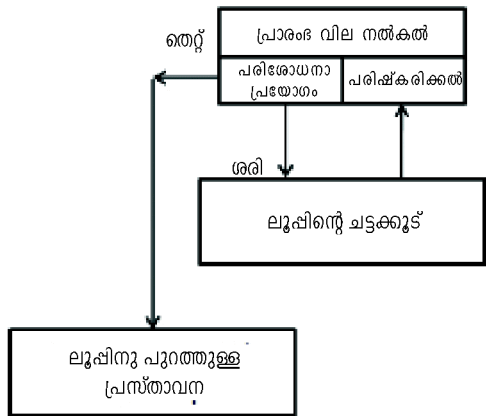 തെറ്റ്
പ്രാരംഭ വില നൽകൽ
പരിശോധനാ
പ്രയോഗം
പരിഷ്കരിക്കൽ
ശരി
ലൂപ്പിന്റെ ചട്ടക്കൂട്
ലൂപ്പിനു പുറത്തുള്ള
പ്രസ്താവന